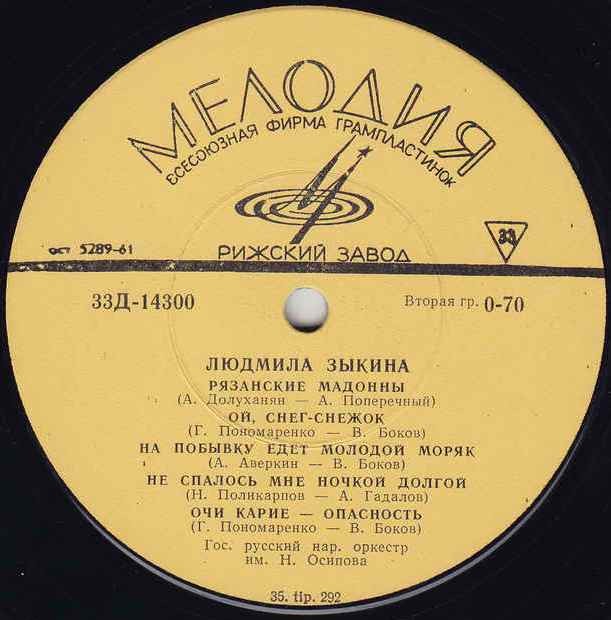 МЕЛОДИЯ
ВСЕСОЮЗНАЯ ФИРМА ГРАМПЛАСТИНОК
РИЖСКИЙ ЗАВОД
ОСТ 5289-61
33
33Д-14300
Вторая гр. 0-70
ЛЮДМИЛА ЗЫКИНА
РЯЗАНСКИЕ МАДОННЫ
(А. Долуханян — А. Поперечный)
ОЙ, СНЕГ-СНЕЖОК
(Г. Пономаренко — В. Боков)
НА ПОБЫВКУ ЕДЕТ МОЛОДОЙ МОРЯК
(А. Аверкин — В. Боков)
НЕ СПАЛОСЬ МНЕ НОЧКОЙ ДОЛГОЙ
(Н. Поликарпов — А. Гадалов)
ОЧИ КАРИЕ — ОПАСНОСТЬ
(Г. Пономаренко — В. Боков)
Гос. русский нар. оркестр
им. Н. Осипова
35. tip. 292